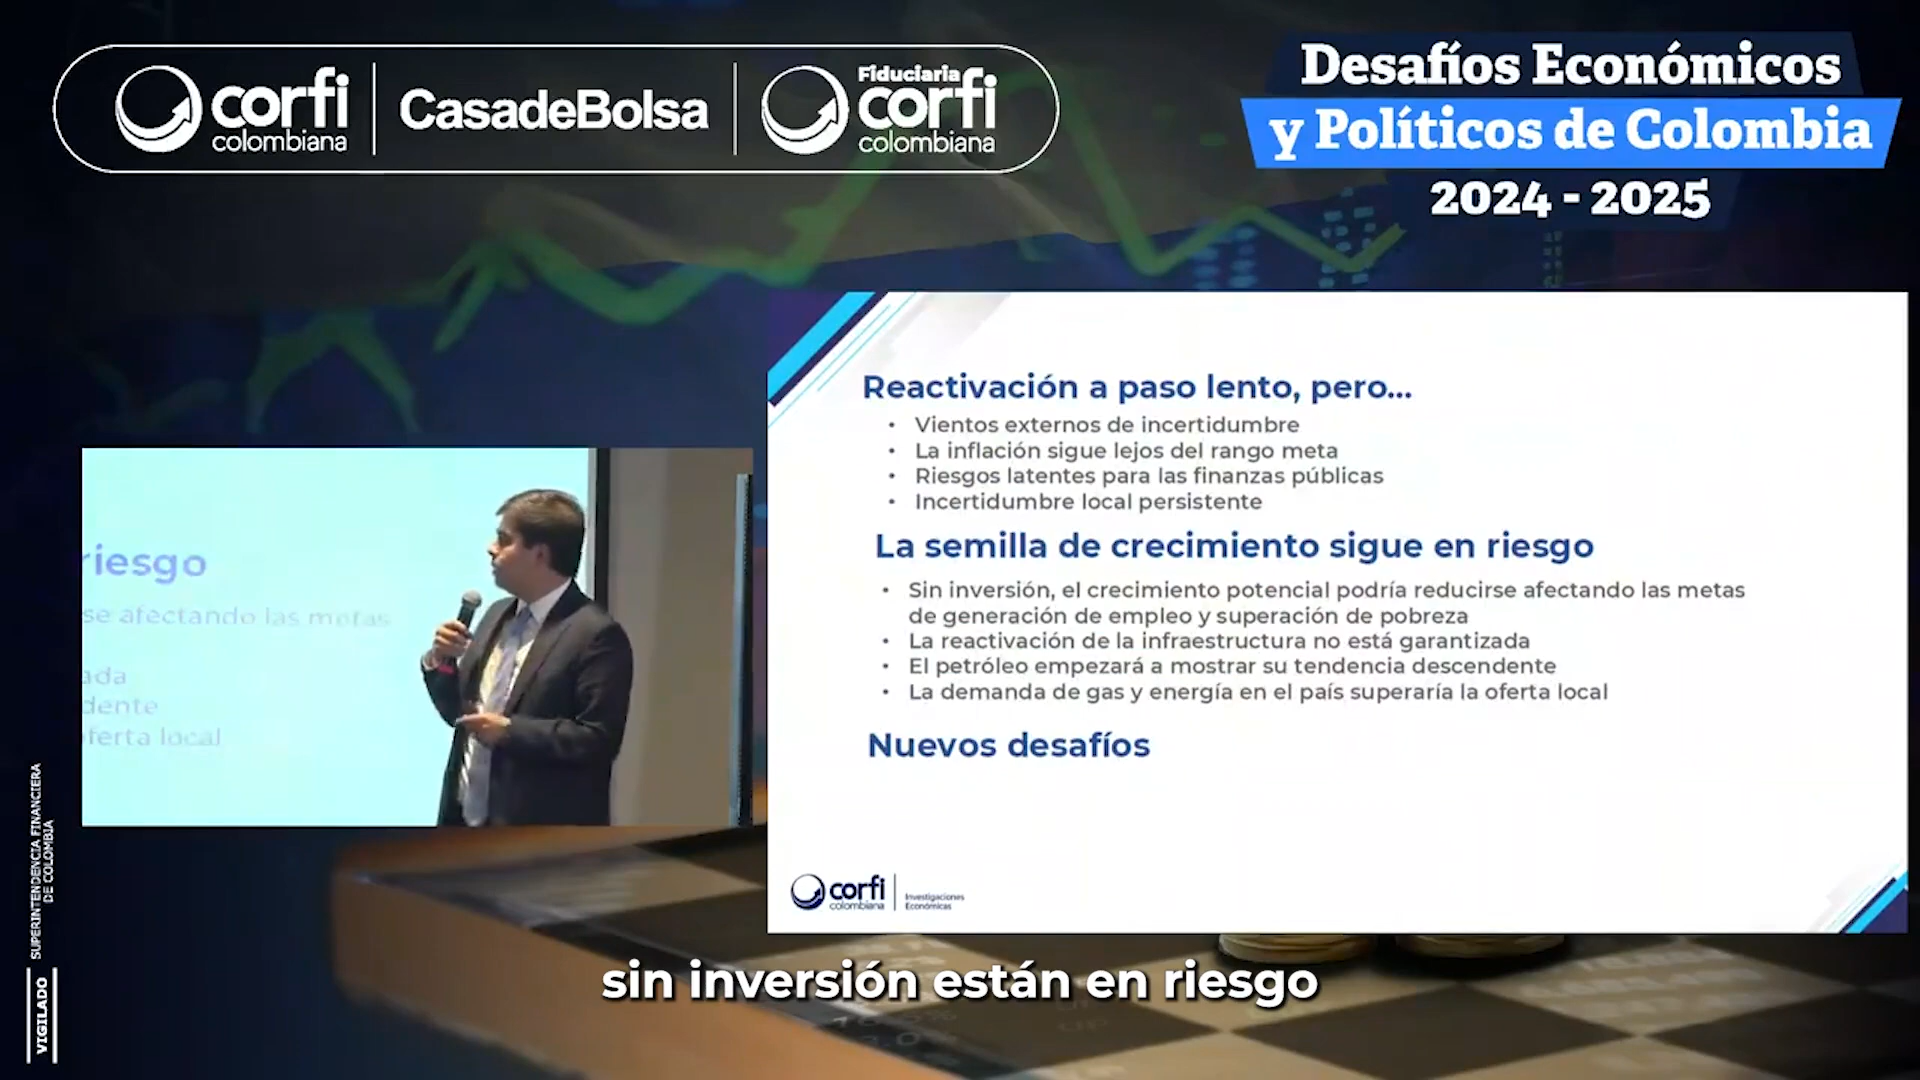 corfi
colombiana
CasadeBolsa
Fiduciaria
corfi
colombiana
Desafíos Económicos
y Políticos de Colombia
2024 - 2025
Reactivación a paso lento, pero...
• Vientos externos de incertidumbre
• La inflación sigue lejos del rango meta
• Riesgos latentes para las finanzas públicas
• Incertidumbre local persistente
La semilla de crecimiento sigue en riesgo
• Sin inversión, el crecimiento potencial podría reducirse afectando las metas
de generación de empleo y superación de pobreza
• La reactivación de la infraestructura no está garantizada
• El petróleo empezará a mostrar su tendencia descendente
• La demanda de gas y energía en el país superaría la oferta local
Nuevos desafíos
corfi
colombiana
Investigaciones
Económicas
riesgo
se afectando las metas
ada
dente
ferta local
VIGILADO
SUPERINTENDENCIA FINANCIERA
DE COLOMBIA
sin inversión están en riesgo